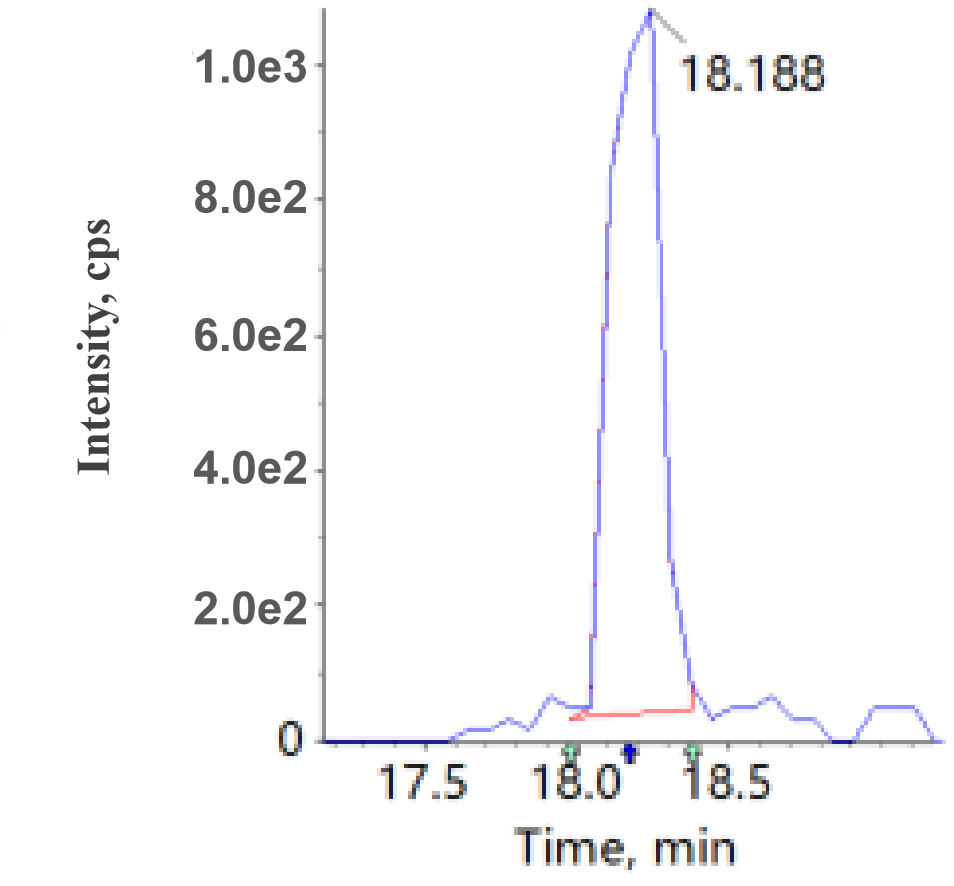 1.0e3
18.188
8.0e2
6.0e2
Intensity, cps
4.0e2
2.0e2
0
17.5 18.0 18.5
Time, min